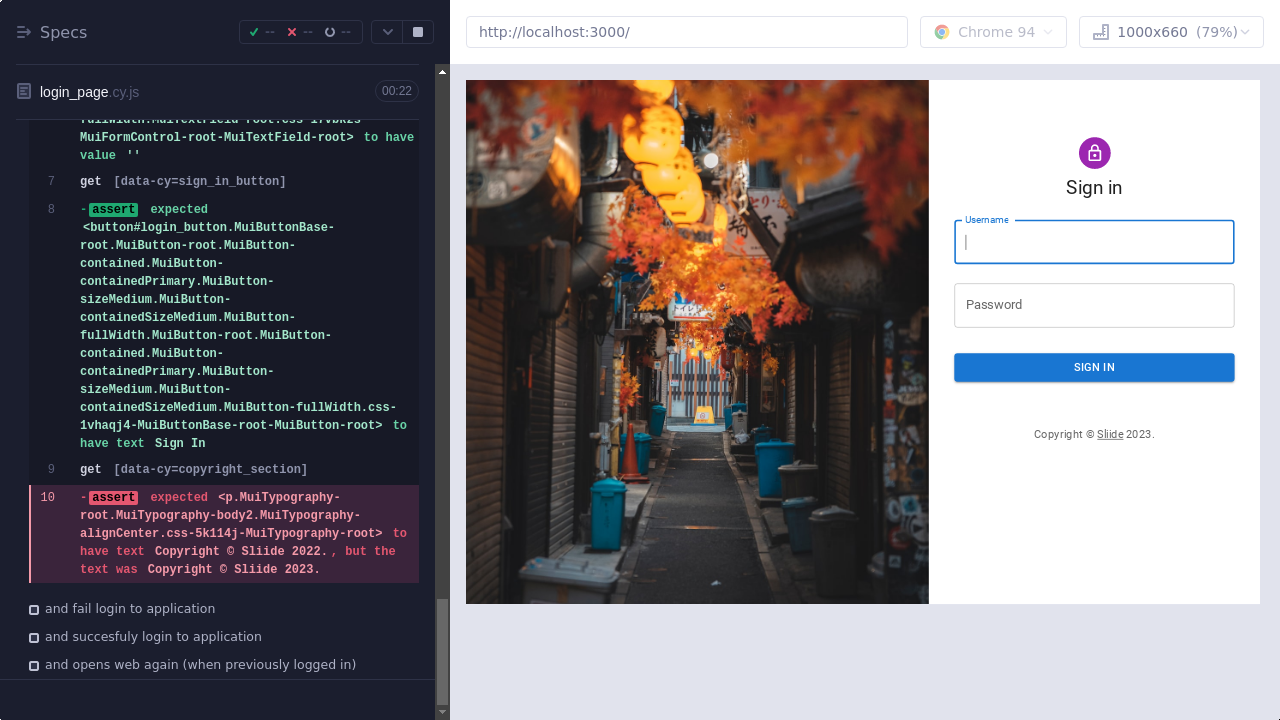 Specs
-- -- --
http://localhost:3000/
Chrome 94
1000x660 (79%)
login_page.cy.js
00:22
MuiFormControl-root-MuiTextField-root> to have
value ''
7 get [data-cy=sign_in_button]
8 -assert expected
<button#login_button.MuiButtonBase-
root.MuiButton-root.MuiButton-
contained.MuiButton-
containedPrimary.MuiButton-
sizeMedium.MuiButton-
containedSizeMedium.MuiButton-
fullWidth.MuiButton-root.MuiButton-
contained.MuiButton-
containedPrimary.MuiButton-
sizeMedium.MuiButton-
containedSizeMedium.MuiButton-fullWidth.css-
1vhaqj4-MuiButtonBase-root-MuiButton-root> to
have text Sign In
9 get [data-cy=copyright_section]
10 -assert expected <p.MuiTypography-
root.MuiTypography-body2.MuiTypography-
alignCenter.css-5k114j-MuiTypography-root> to
have text Copyright © Sliide 2022. , but the
text was Copyright © Sliide 2023.
and fail login to application
and succesfuly login to application
and opens web again (when previously logged in)
Sign in
Username
Password
SIGN IN
Copyright © Sliide 2023.